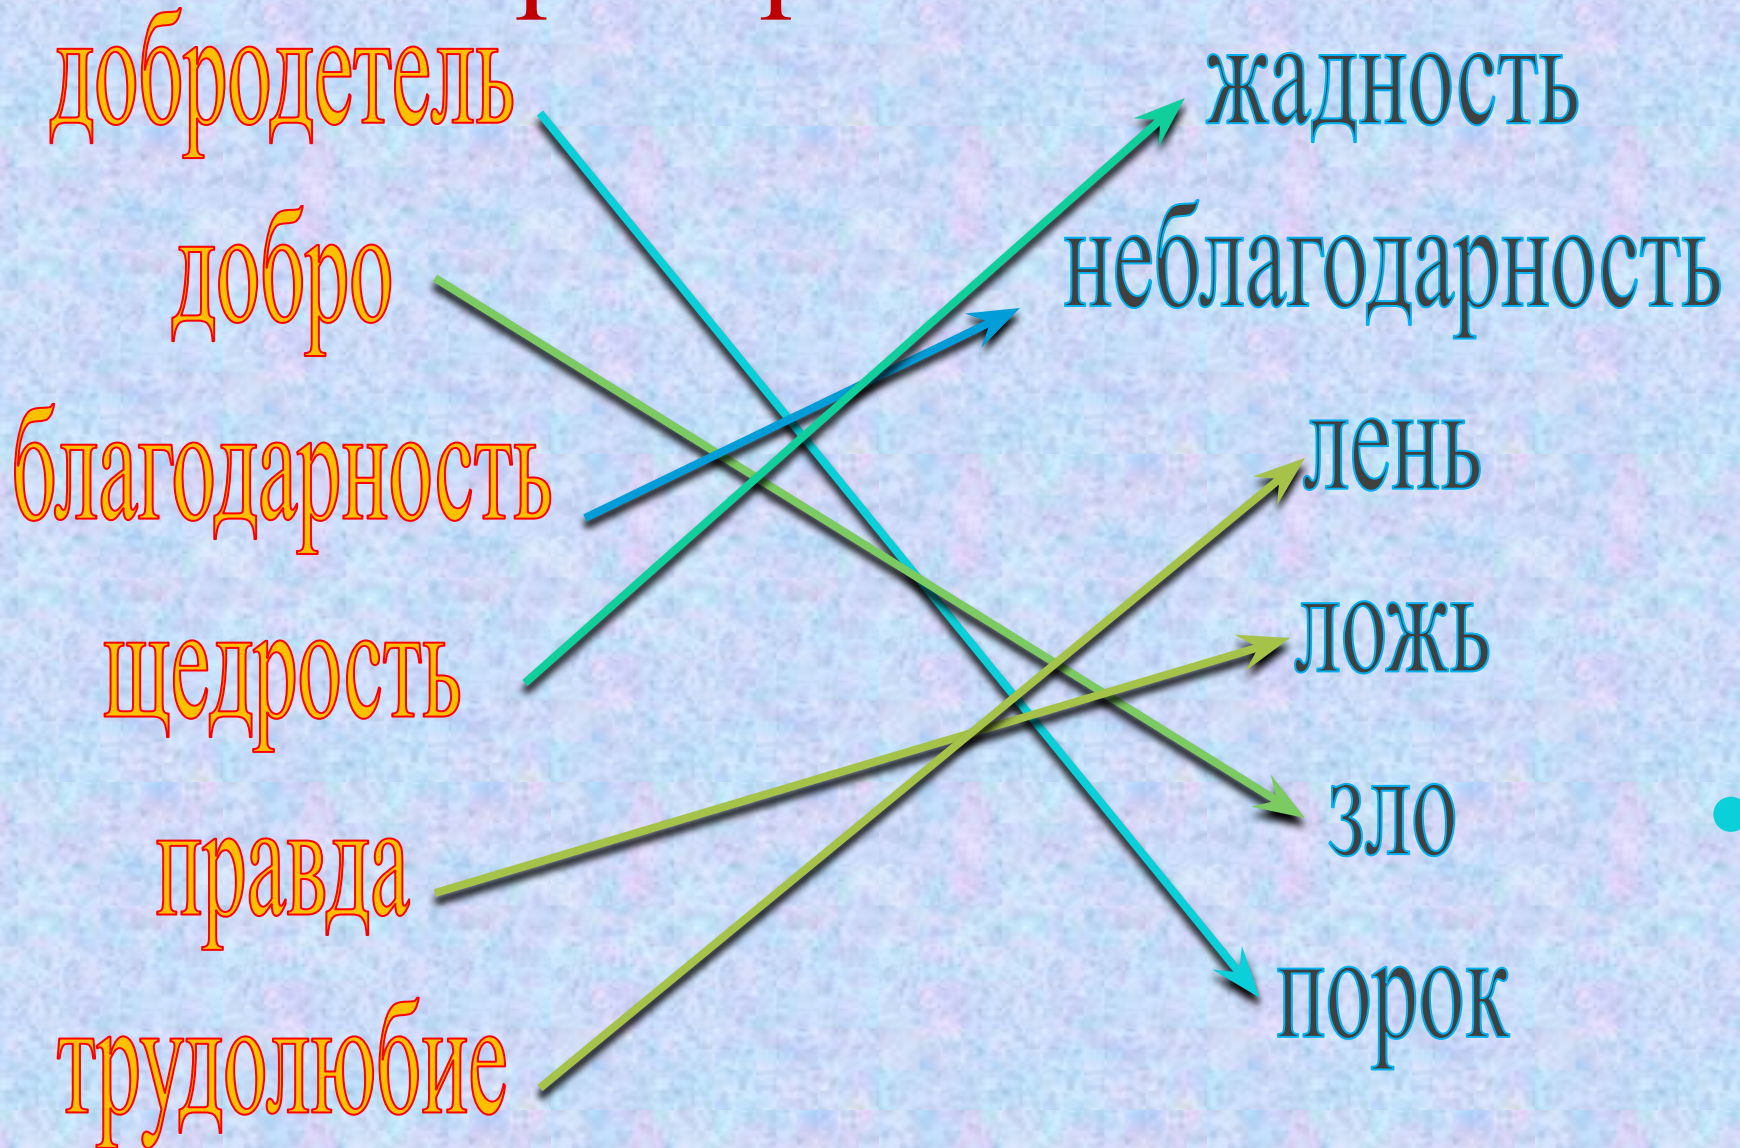 добродетель
добро
благодарность
щедрость
правда
трудолюбие
жадность
неблагодарность
лень
ложь
зло
порок